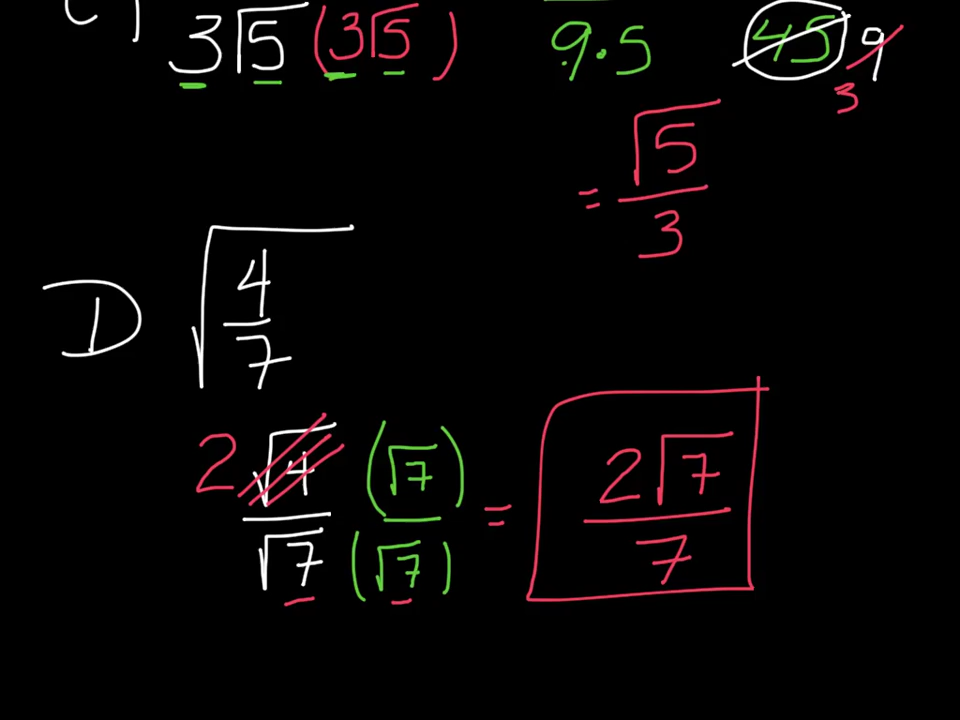 C)
3√5 (3√5) 9·5 45 9
3
= √5/3
D √(4/7)
2 √4/√7 (√7)/(√7) = 2√7/7